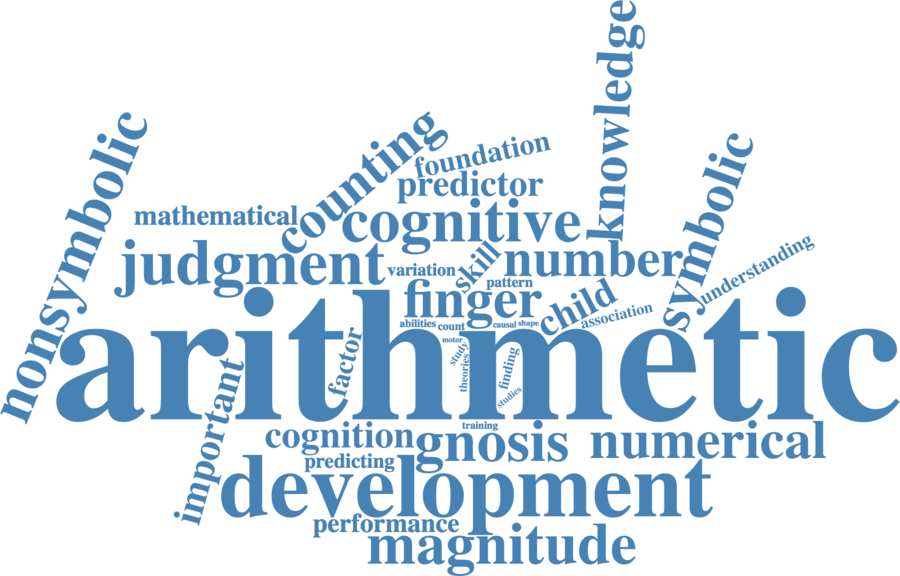 knowledge
nonsymbolic
counting
foundation
symbolic
predictor
mathematical
cognitive
understanding
judgment
variation
skill
number
pattern
finger
child
association
abilities
count
causal
shape
arithmetic
motor
study
theories
finding
studies
factor
important
training
cognition
gnosis
numerical
predicting
development
performance
magnitude